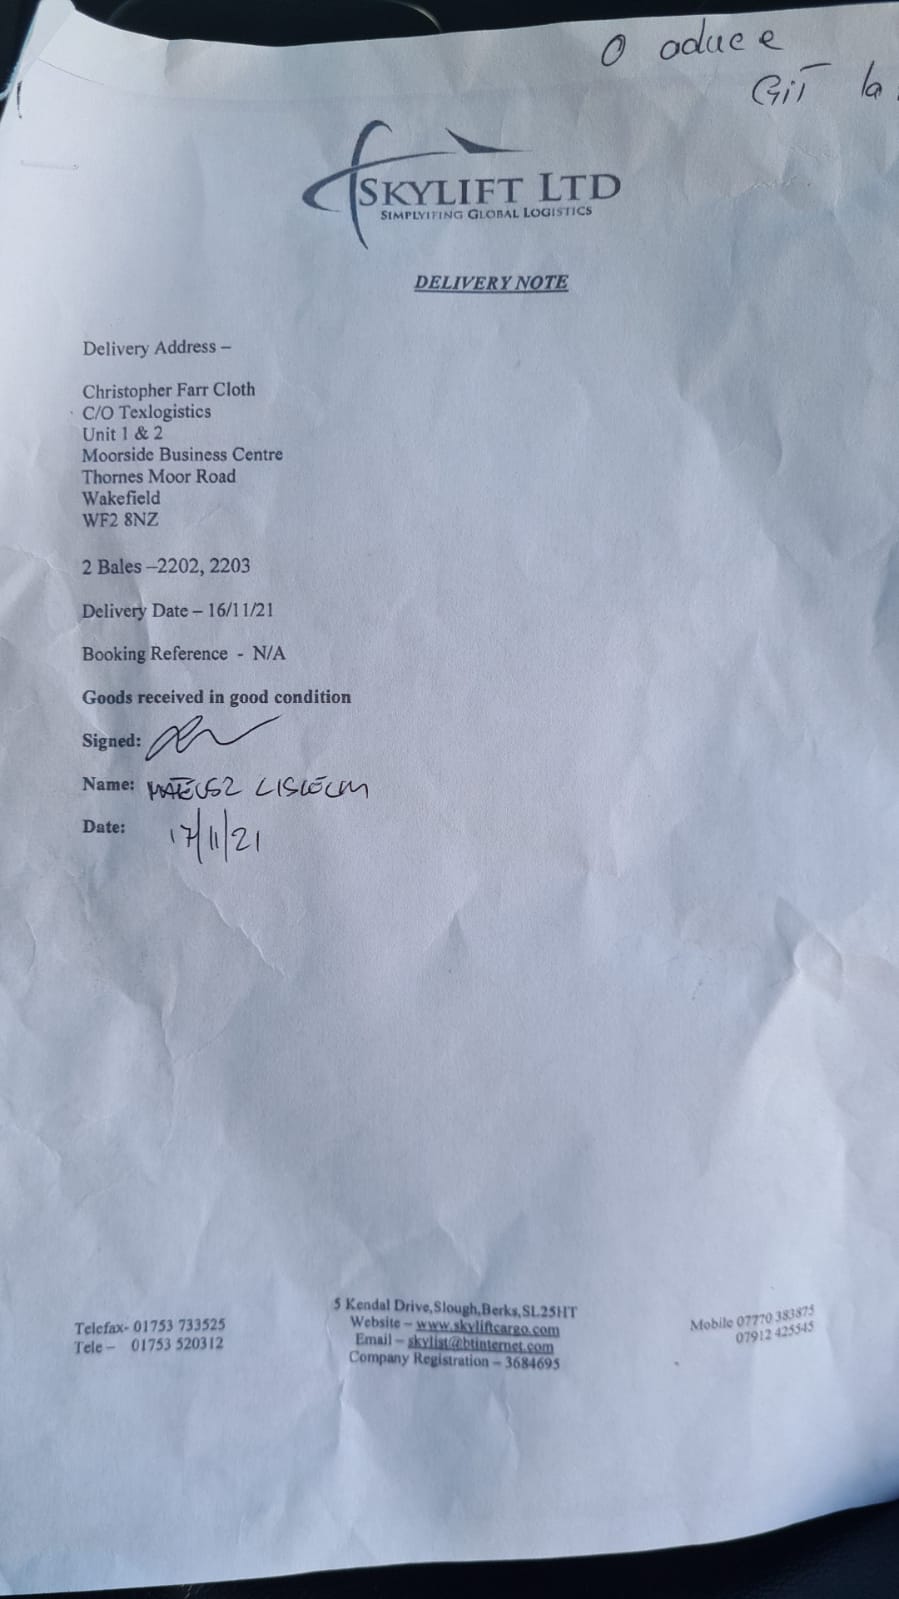 O aduce
GiT la
SKYLIFT LTD
SIMPLYIFING GLOBAL LOGISTICS
DELIVERY NOTE
Delivery Address –
Christopher Farr Cloth
C/O Texlogistics
Unit 1 & 2
Moorside Business Centre
Thornes Moor Road
Wakefield
WF2 8NZ
2 Bales –2202, 2203
Delivery Date – 16/11/21
Booking Reference - N/A
Goods received in good condition
Signed:
Name: MATEUSZ
Date: 17/11/21
Telefax- 01753 733525
Tele – 01753 520312
5 Kendal Drive,Slough,Berks,SL25HT
Website – www.skyliftcargo.com
Email – skylist@btinternet.com
Company Registration – 3684695
Mobile 07770 383875
07912 425545